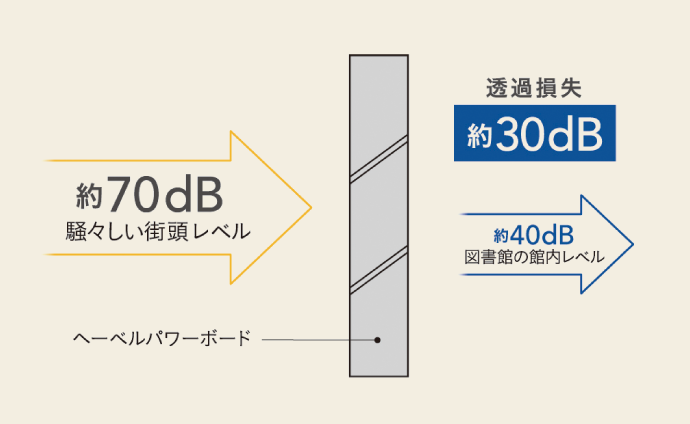 透過損失
約30dB
約70dB
騒々しい街頭レベル
約40dB
図書館の館内レベル
ヘーベルパワーボード